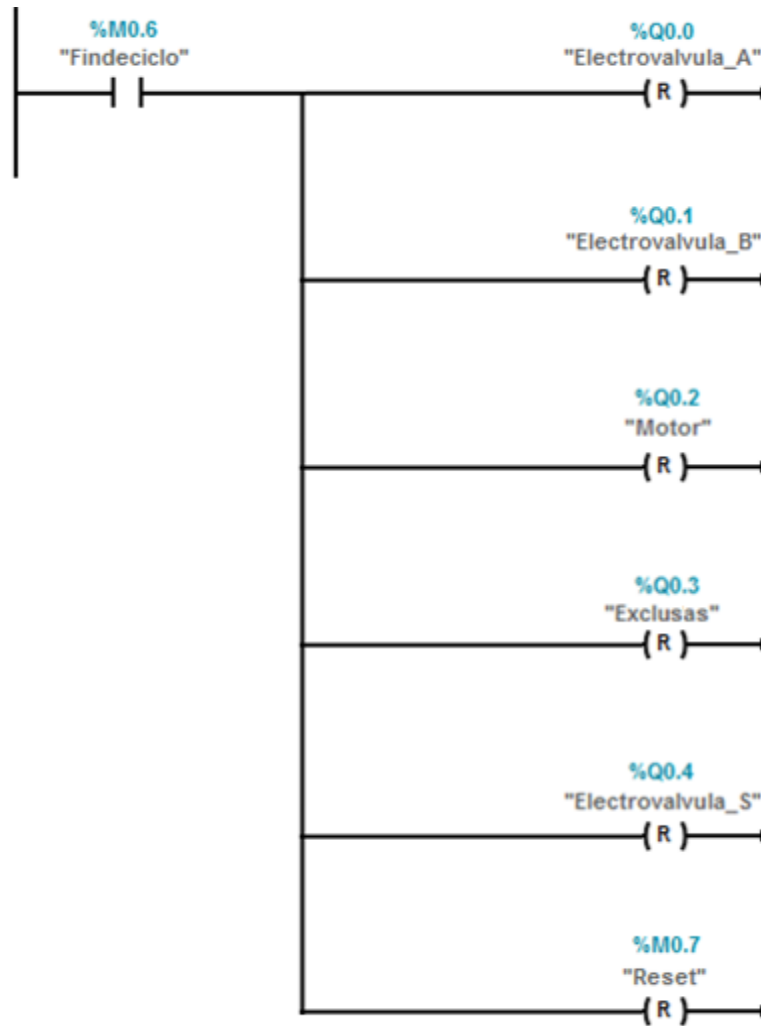 %M0.6
"Findeciclo"
%Q0.0
"Electrovalvula_A"
( R )
%Q0.1
"Electrovalvula_B"
( R )
%Q0.2
"Motor"
( R )
%Q0.3
"Exclusas"
( R )
%Q0.4
"Electrovalvula_S"
( R )
%M0.7
"Reset"
( R )